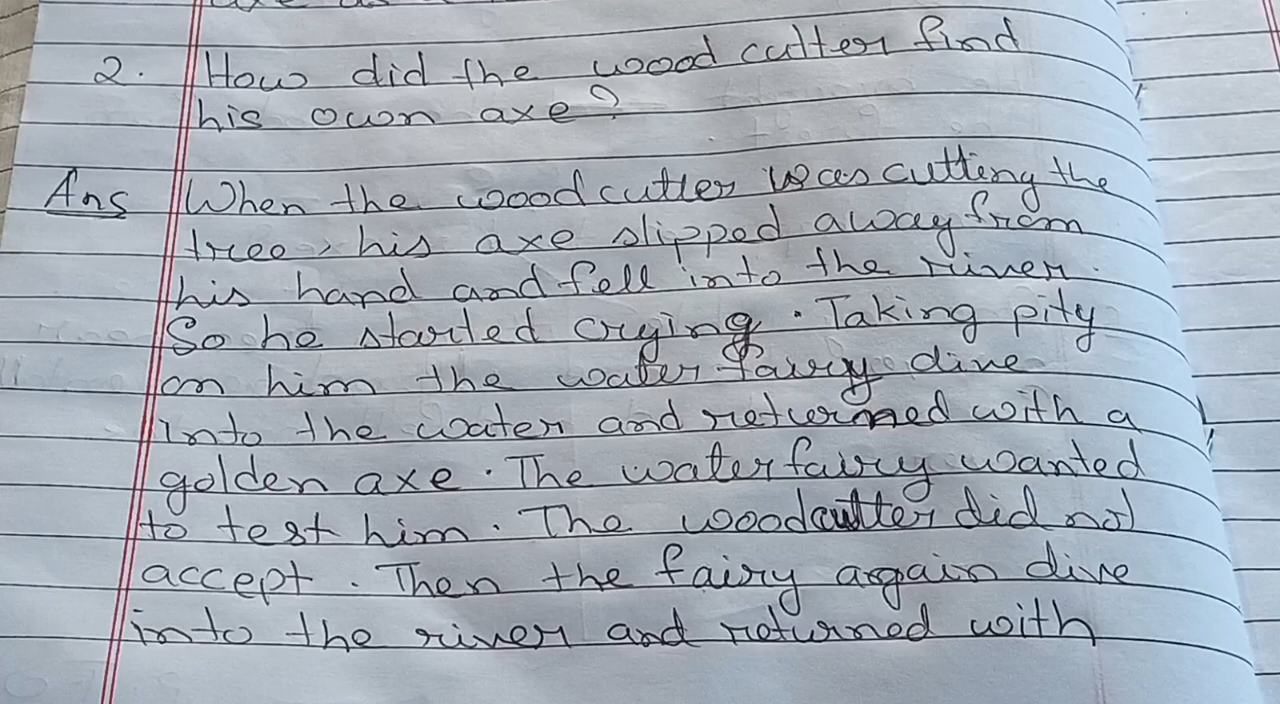 2. How did the wood cutter find
his own axe?
Ans When the woodcutter was cutting the
tree, his axe slipped away from
his hand and fell into the river.
So he started crying. Taking pity
on him the water fairy dive
into the water and returned with a
golden axe. The waterfairy wanted
to test him. The woodcutter did not
accept. Then the fairy again dive
into the river and returned with